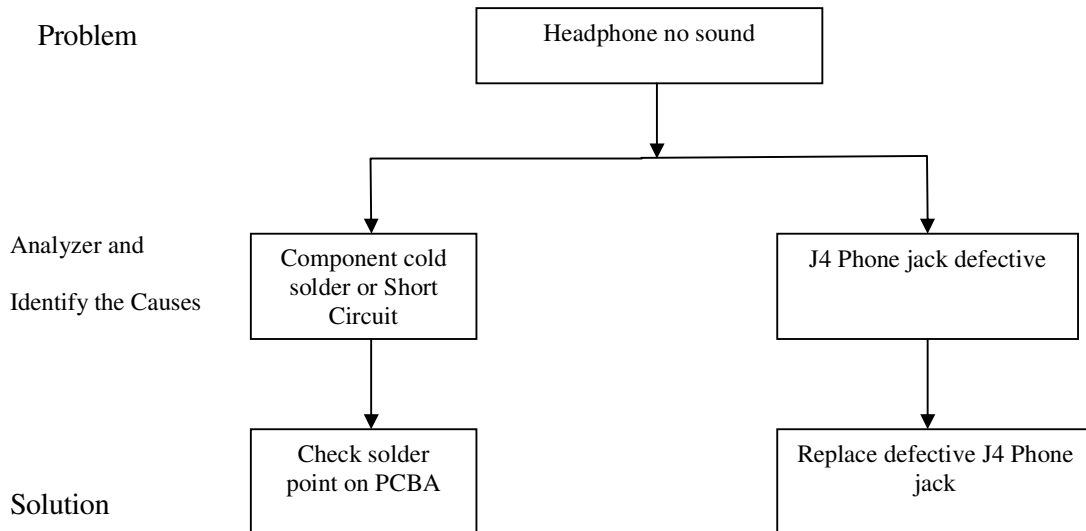 Problem
Headphone no sound
Analyzer and
Identify the Causes
Component cold
solder or Short
Circuit
J4 Phone jack defective
Solution
Check solder
point on PCBA
Replace defective J4 Phone
jack